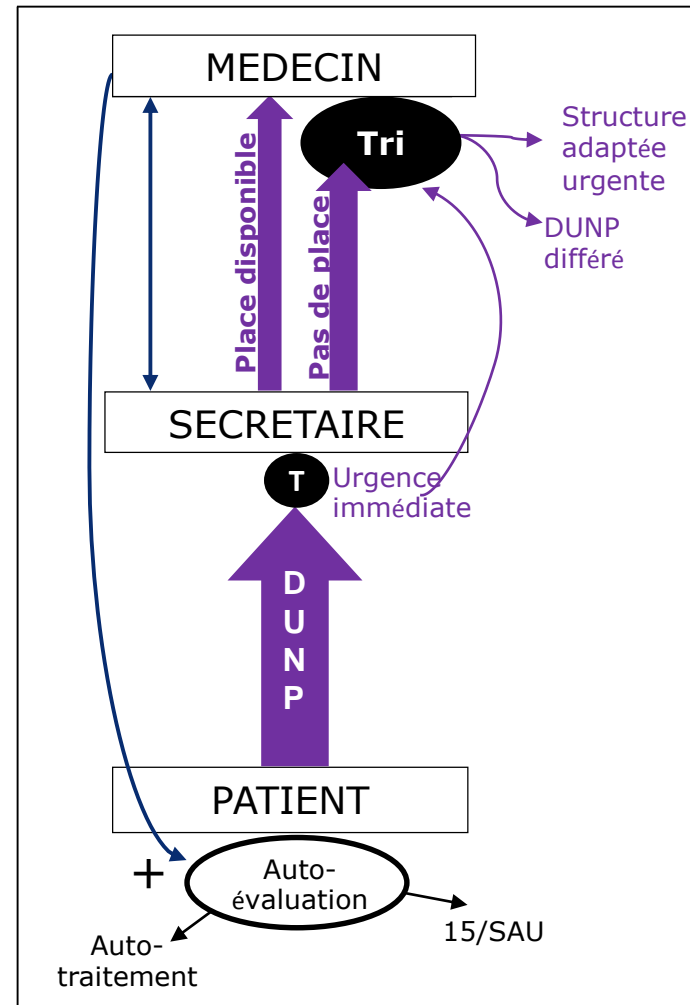 MEDECIN
Tri
Structure
adaptée
urgente
DUNP
différé
Place disponible
Pas de place
SECRETAIRE
T
Urgence
immédiate
D
U
N
P
PATIENT
+
Auto-
évaluation
15/SAU
Auto-
traitement